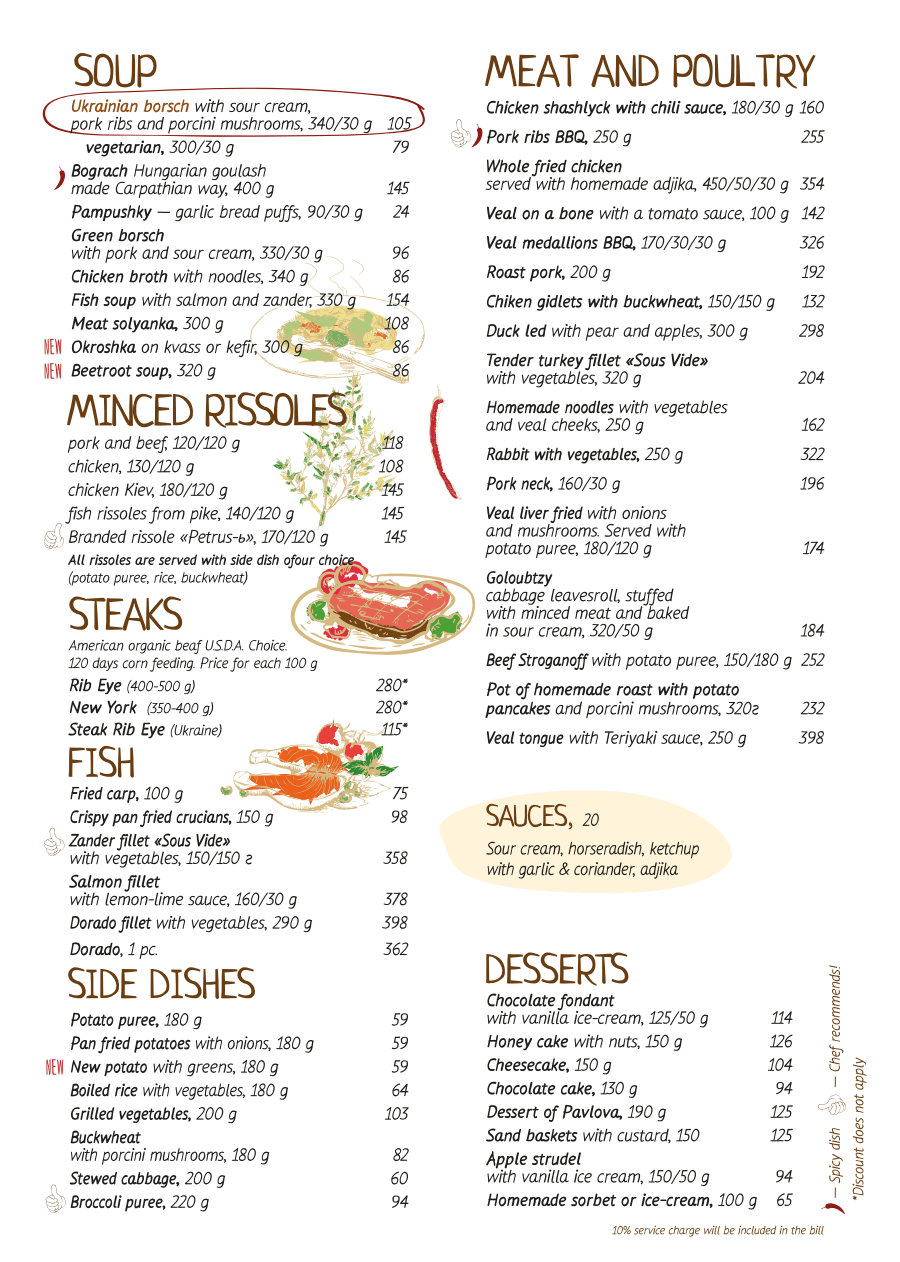 SOUP
Ukrainian borsch with sour cream,
pork ribs and porcini mushrooms, 340/30 g 105
vegetarian, 300/30 g 79
Bograch Hungarian goulash
made Carpathian way, 400 g 145
Pampushky — garlic bread puffs, 90/30 g 24
Green borsch
with pork and sour cream, 330/30 g 96
Chicken broth with noodles, 340 g 86
Fish soup with salmon and zander, 330 g 154
Meat solyanka, 300 g 108
NEW Okroshka on kvass or kefir, 300 g 86
NEW Beetroot soup, 320 g 86
MINCED RISSOLES
pork and beef, 120/120 g 118
chicken, 130/120 g 108
chicken Kiev, 180/120 g 145
fish rissoles from pike, 140/120 g 145
Branded rissole «Petrus-ь», 170/120 g 145
All rissoles are served with side dish ofour choice
(potato puree, rice, buckwheat)
STEAKS
American organic beef U.S.D.A. Choice.
120 days corn feeding. Price for each 100 g
Rib Eye (400-500 g) 280*
New York (350-400 g) 280*
Steak Rib Eye (Ukraine) 115*
FISH
Fried carp, 100 g 75
Crispy pan fried crucians, 150 g 98
Zander fillet «Sous Vide»
with vegetables, 150/150 г 358
Salmon fillet
with lemon-lime sauce, 160/30 g 378
Dorado fillet with vegetables, 290 g 398
Dorado, 1 pc. 362
SIDE DISHES
Potato puree, 180 g 59
Pan fried potatoes with onions, 180 g 59
NEW New potato with greens, 180 g 59
Boiled rice with vegetables, 180 g 64
Grilled vegetables, 200 g 103
Buckwheat
with porcini mushrooms, 180 g 82
Stewed cabbage, 200 g 60
Broccoli puree, 220 g 94
MEAT AND POULTRY
Chicken shashlyck with chili sauce, 180/30 g 160
Pork ribs BBQ, 250 g 255
Whole fried chicken
served with homemade adjika, 450/50/30 g 354
Veal on a bone with a tomato sauce, 100 g 142
Veal medallions BBQ, 170/30/30 g 326
Roast pork, 200 g 192
Chiken gidlets with buckwheat, 150/150 g 132
Duck led with pear and apples, 300 g 298
Tender turkey fillet «Sous Vide»
with vegetables, 320 g 204
Homemade noodles with vegetables
and veal cheeks, 250 g 162
Rabbit with vegetables, 250 g 322
Pork neck, 160/30 g 196
Veal liver fried with onions
and mushrooms. Served with
potato puree, 180/120 g 174
Goloubtzy
cabbage leavesroll, stuffed
with minced meat and baked
in sour cream, 320/50 g 184
Beef Stroganoff with potato puree, 150/180 g 252
Pot of homemade roast with potato
pancakes and porcini mushrooms, 320г 232
Veal tongue with Teriyaki sauce, 250 g 398
SAUCES, 20
Sour cream, horseradish, ketchup
with garlic & coriander, adjika
DESSERTS
Chocolate fondant
with vanilla ice-cream, 125/50 g 114
Honey cake with nuts, 150 g 126
Cheesecake, 150 g 104
Chocolate cake, 130 g 94
Dessert of Pavlova, 190 g 125
Sand baskets with custard, 150 125
Apple strudel
with vanilla ice cream, 150/50 g 94
Homemade sorbet or ice-cream, 100 g 65
— Spicy dish — Chef recommends!
*Discount does not apply
10% service charge will be included in the bill